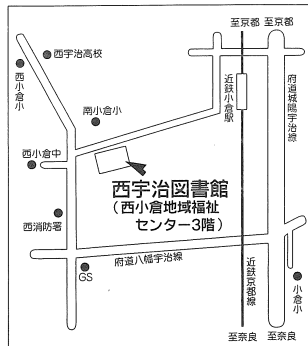 至京都
至京都
西宇治高校
西小倉小
南小倉小
近鉄小倉駅
府道城陽宇治線
西小倉中
西宇治図書館
(西小倉地域福祉
センター3階)
西消防署
府道八幡宇治線
GS
近鉄京都線
小倉小
至奈良
至奈良